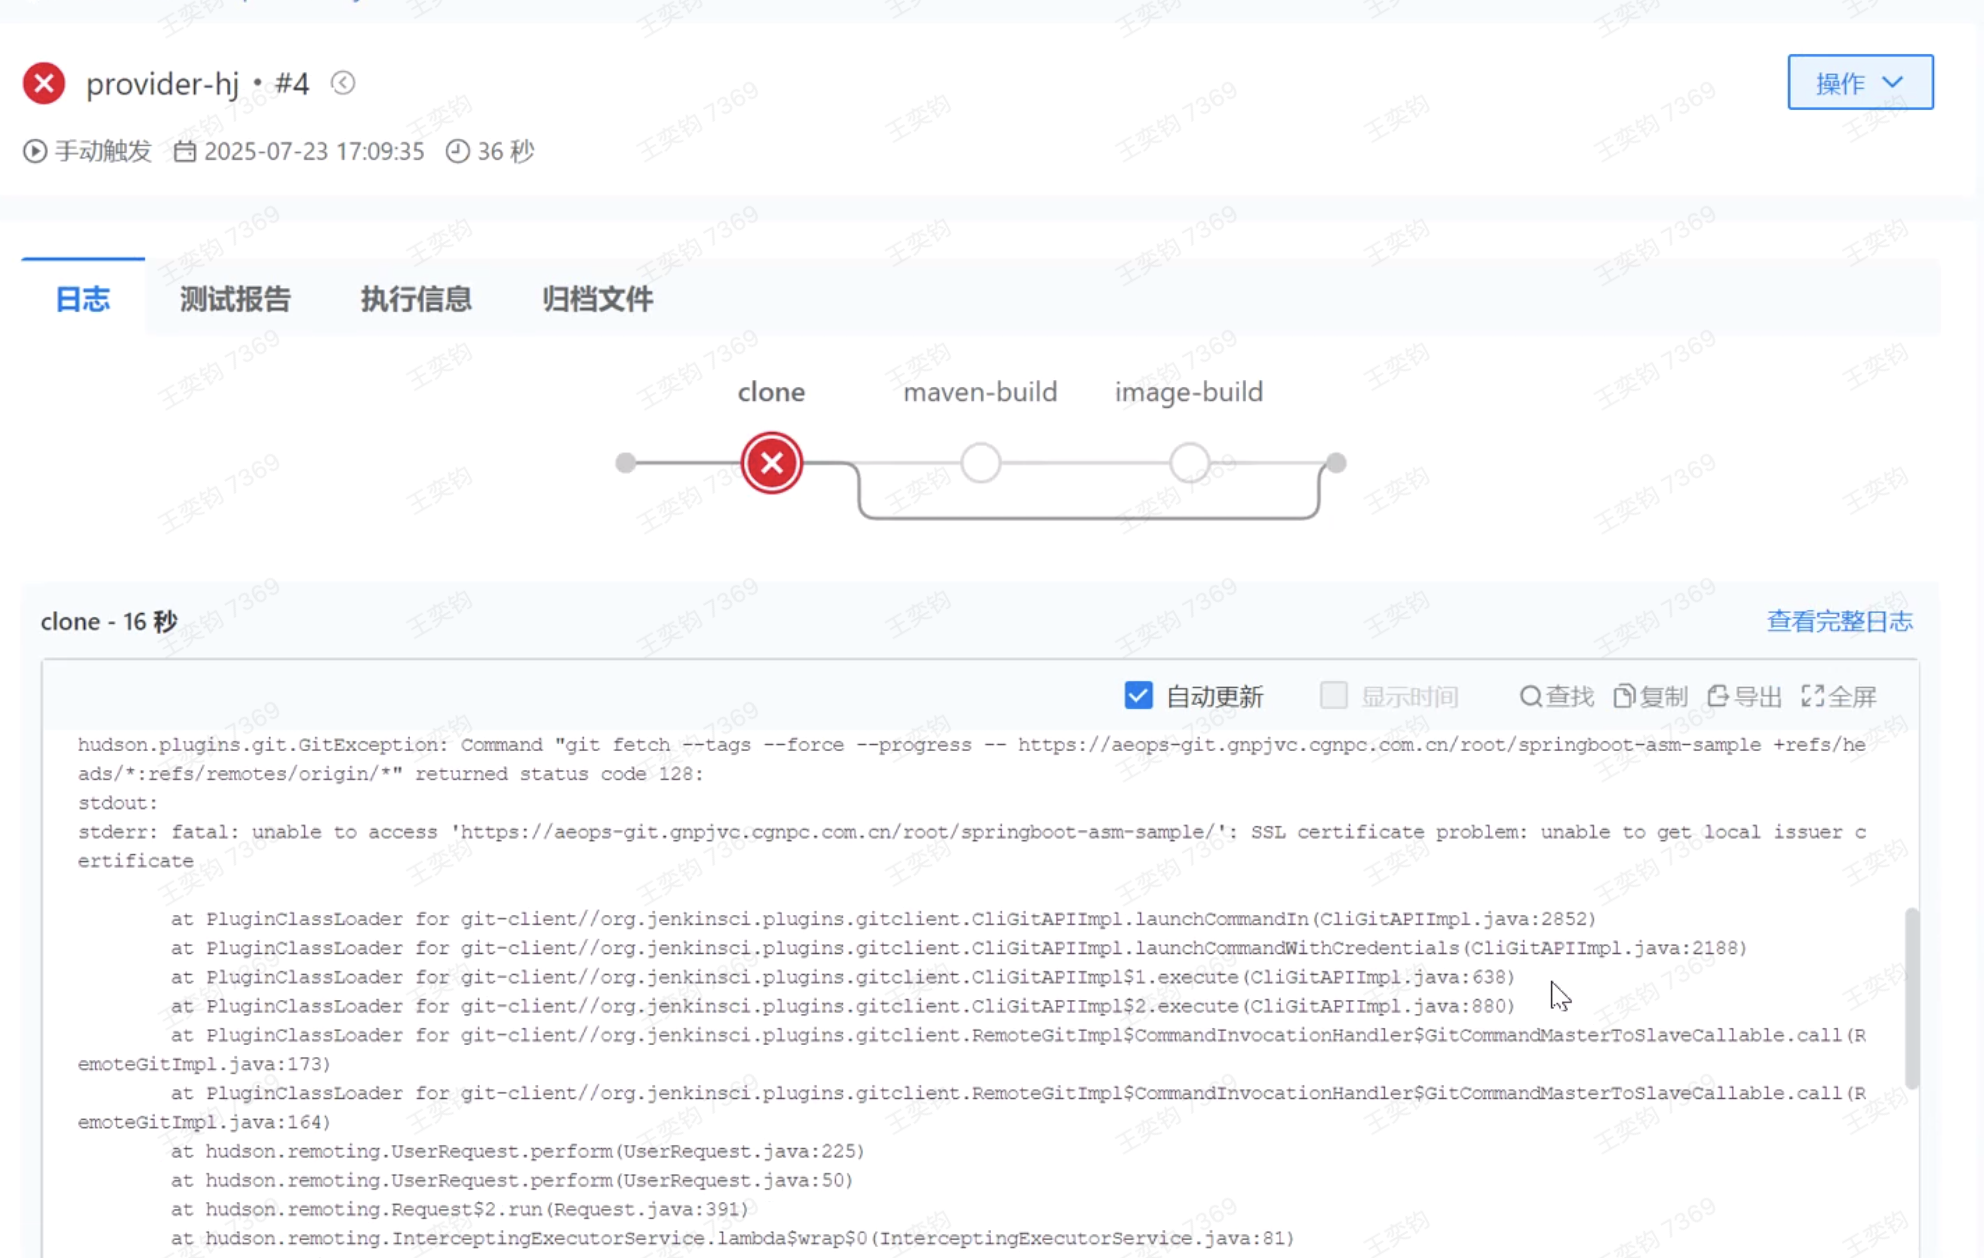 provider-hj • #4
操作
手动触发 2025-07-23 17:09:35 36 秒
日志 测试报告 执行信息 归档文件
clone maven-build image-build
clone - 16 秒
查看完整日志
自动更新 显示时间 查找 复制 导出 全屏
hudson.plugins.git.GitException: Command "git fetch --tags --force --progress -- https://aeops-git.gnpjvc.cgnpc.com.cn/root/springboot-asm-sample +refs/he
ads/*:refs/remotes/origin/*" returned status code 128:
stdout:
stderr: fatal: unable to access 'https://aeops-git.gnpjvc.cgnpc.com.cn/root/springboot-asm-sample/': SSL certificate problem: unable to get local issuer c
ertificate
at PluginClassLoader for git-client//org.jenkinsci.plugins.gitclient.CliGitAPIImpl.launchCommandIn(CliGitAPIImpl.java:2852)
at PluginClassLoader for git-client//org.jenkinsci.plugins.gitclient.CliGitAPIImpl.launchCommandWithCredentials(CliGitAPIImpl.java:2188)
at PluginClassLoader for git-client//org.jenkinsci.plugins.gitclient.CliGitAPIImpl$1.execute(CliGitAPIImpl.java:638)
at PluginClassLoader for git-client//org.jenkinsci.plugins.gitclient.CliGitAPIImpl$2.execute(CliGitAPIImpl.java:880)
at PluginClassLoader for git-client//org.jenkinsci.plugins.gitclient.RemoteGitImpl$CommandInvocationHandler$GitCommandMasterToSlaveCallable.call(R
emoteGitImpl.java:173)
at PluginClassLoader for git-client//org.jenkinsci.plugins.gitclient.RemoteGitImpl$CommandInvocationHandler$GitCommandMasterToSlaveCallable.call(R
emoteGitImpl.java:164)
at hudson.remoting.UserRequest.perform(UserRequest.java:225)
at hudson.remoting.UserRequest.perform(UserRequest.java:50)
at hudson.remoting.Request$2.run(Request.java:391)
at hudson.remoting.InterceptingExecutorService.lambda$wrap$0(InterceptingExecutorService.java:81)
王奕钧 7369